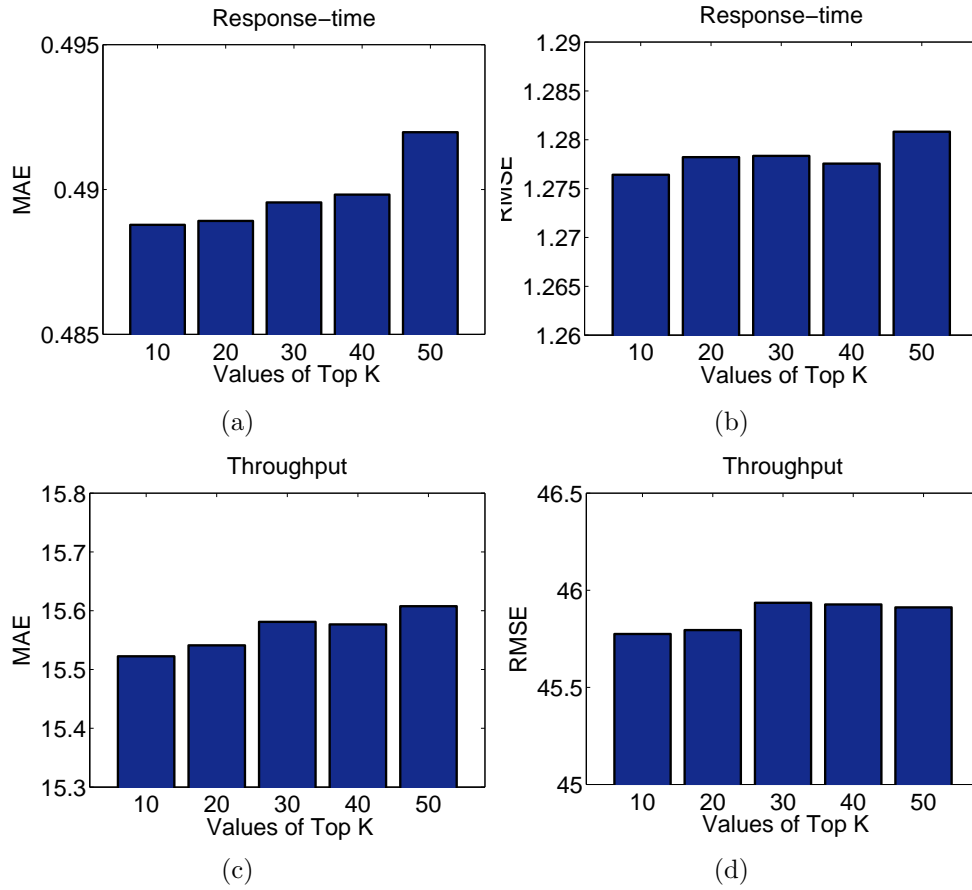 Response-time
0.495
0.49
0.485
MAE
10 20 30 40 50
Values of Top K
(a)
Response-time
1.29
1.285
1.28
1.275
1.27
1.265
1.26
RMSE
10 20 30 40 50
Values of Top K
(b)
Throughput
15.8
15.7
15.6
15.5
15.4
15.3
MAE
10 20 30 40 50
Values of Top K
(c)
Throughput
46.5
46
45.5
45
RMSE
10 20 30 40 50
Values of Top K
(d)